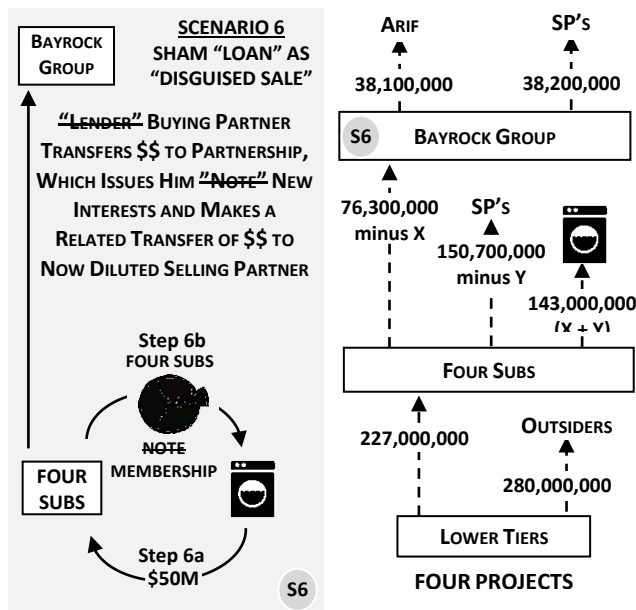 SCENARIO 6
SHAM “LOAN” AS
“DISGUISED SALE”
BAYROCK
GROUP
“LENDER” BUYING PARTNER
TRANSFERS $$ TO PARTNERSHIP,
WHICH ISSUES HIM “NOTE” NEW
INTERESTS AND MAKES A
RELATED TRANSFER OF $$ TO
NOW DILUTED SELLING PARTNER
Step 6b
FOUR SUBS
NOTE
MEMBERSHIP
FOUR
SUBS
Step 6a
$50M
S6
ARIF
SP’S
38,100,000
38,200,000
S6
BAYROCK GROUP
76,300,000
minus X
SP’S
150,700,000
minus Y
143,000,000
(X + Y)
FOUR SUBS
227,000,000
OUTSIDERS
280,000,000
LOWER TIERS
FOUR PROJECTS